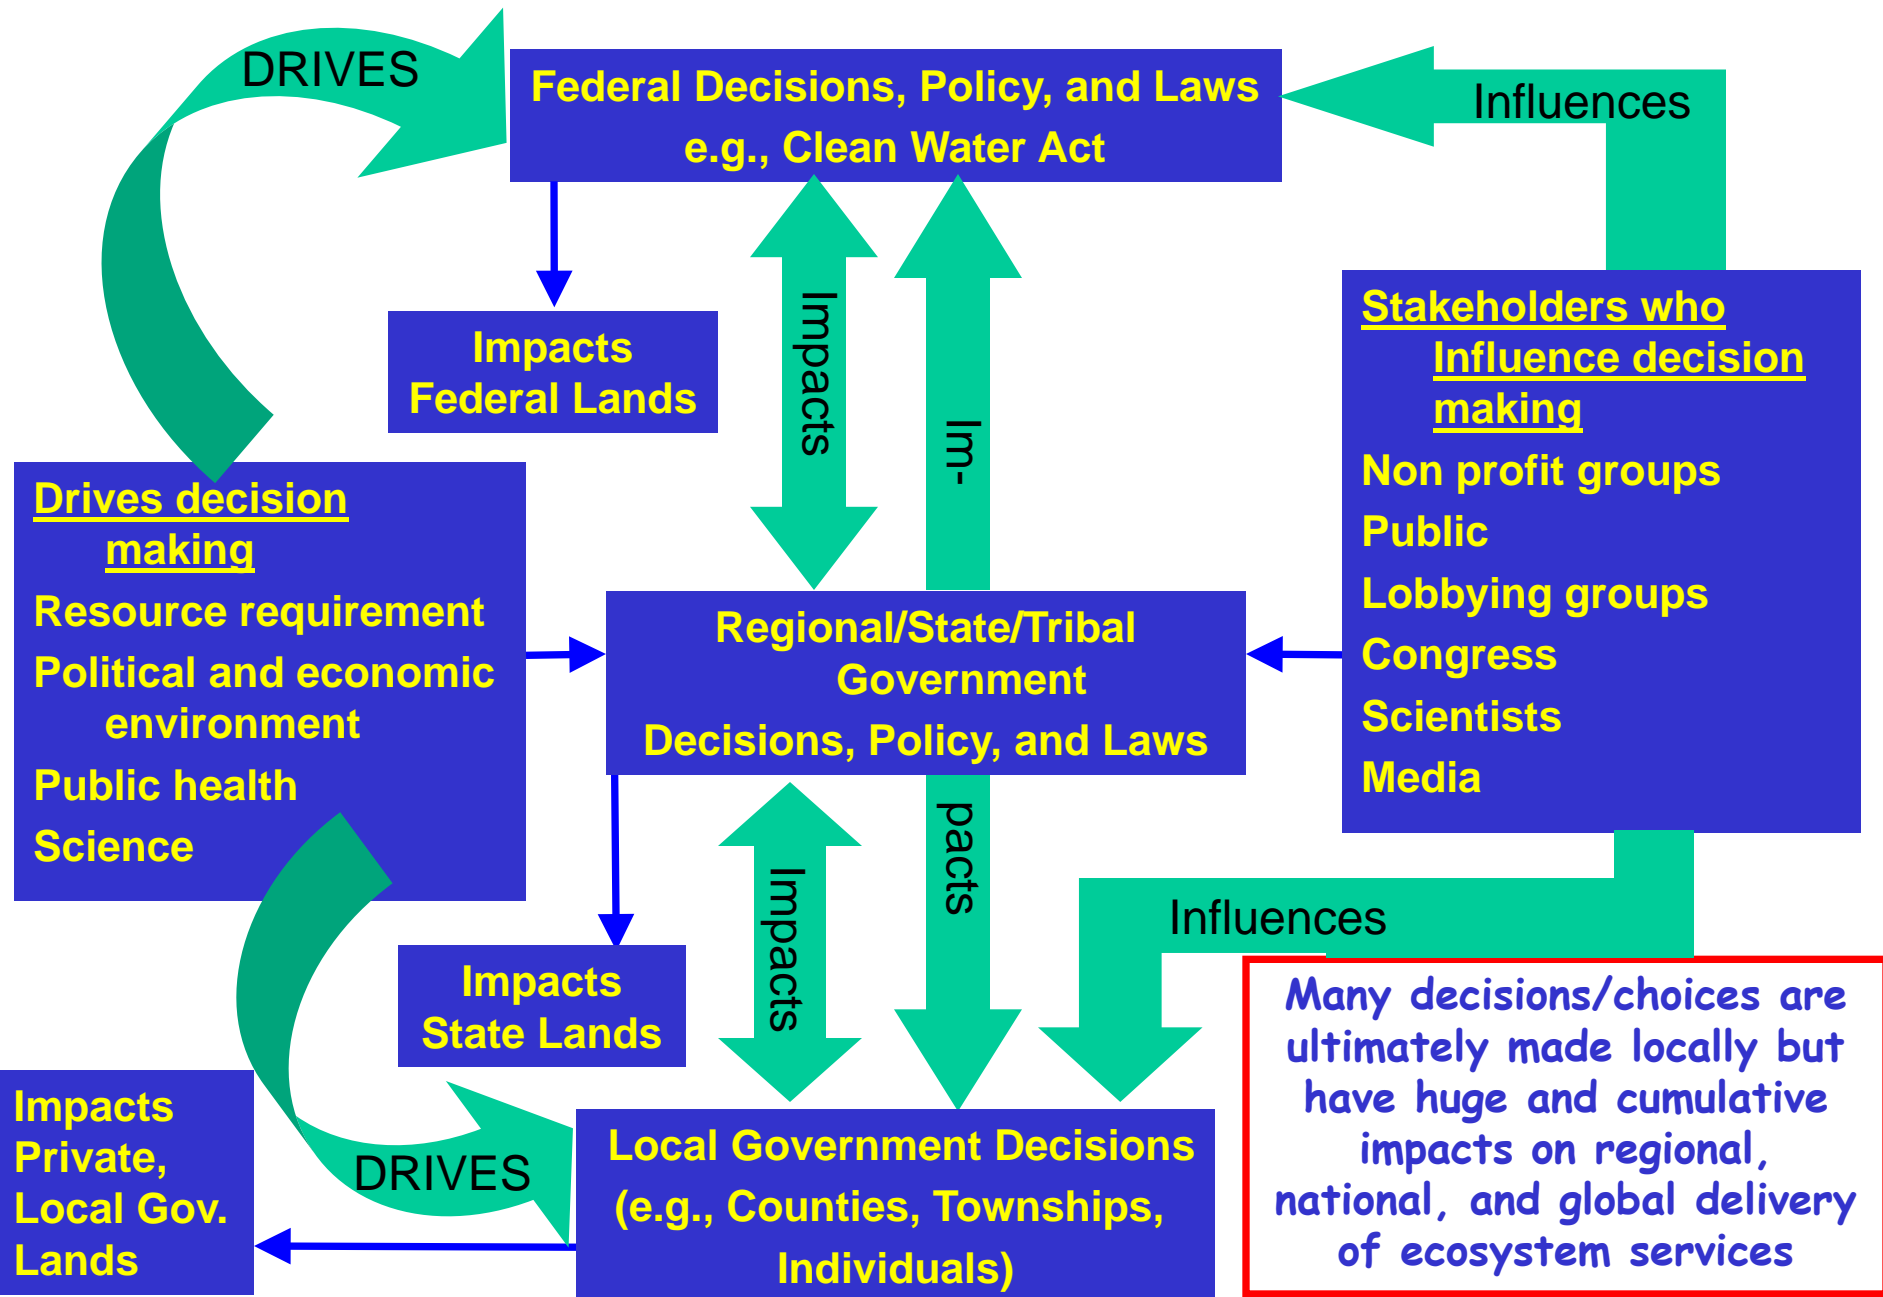 DRIVES
Federal Decisions, Policy, and Laws
e.g., Clean Water Act
Influences
Impacts
Federal Lands
Impacts
Im-
Stakeholders who
Influence decision
making
Non profit groups
Public
Lobbying groups
Congress
Scientists
Media
Drives decision
making
Resource requirement
Political and economic
environment
Public health
Science
Regional/State/Tribal
Government
Decisions, Policy, and Laws
Impacts
pacts
Influences
Impacts
State Lands
Impacts
Private,
Local Gov.
Lands
DRIVES
Local Government Decisions
(e.g., Counties, Townships,
Individuals)
Many decisions/choices are
ultimately made locally but
have huge and cumulative
impacts on regional,
national, and global delivery
of ecosystem services